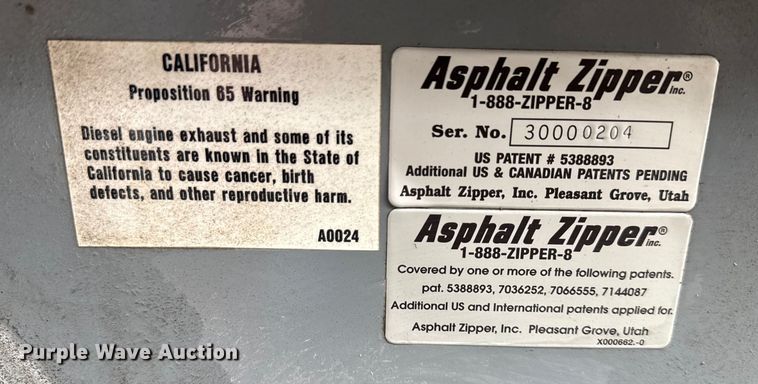 CALIFORNIA
Proposition 65 Warning
Diesel engine exhaust and some of its
constituents are known in the State of
California to cause cancer, birth
defects, and other reproductive harm.
A0024
Asphalt Zipper® inc.
1-888-ZIPPER-8
Ser. No. 30000204
US PATENT # 5388893
Additional US & CANADIAN PATENTS PENDING
Asphalt Zipper, Inc. Pleasant Grove, Utah
Asphalt Zipper® inc.
1-888-ZIPPER-8
Covered by one or more of the following patents.
pat. 5388893, 7036252, 7066555, 7144087
Additional US and International patents applied for.
Asphalt Zipper, Inc. Pleasant Grove, Utah
X000662.-0
Purple Wave Auction